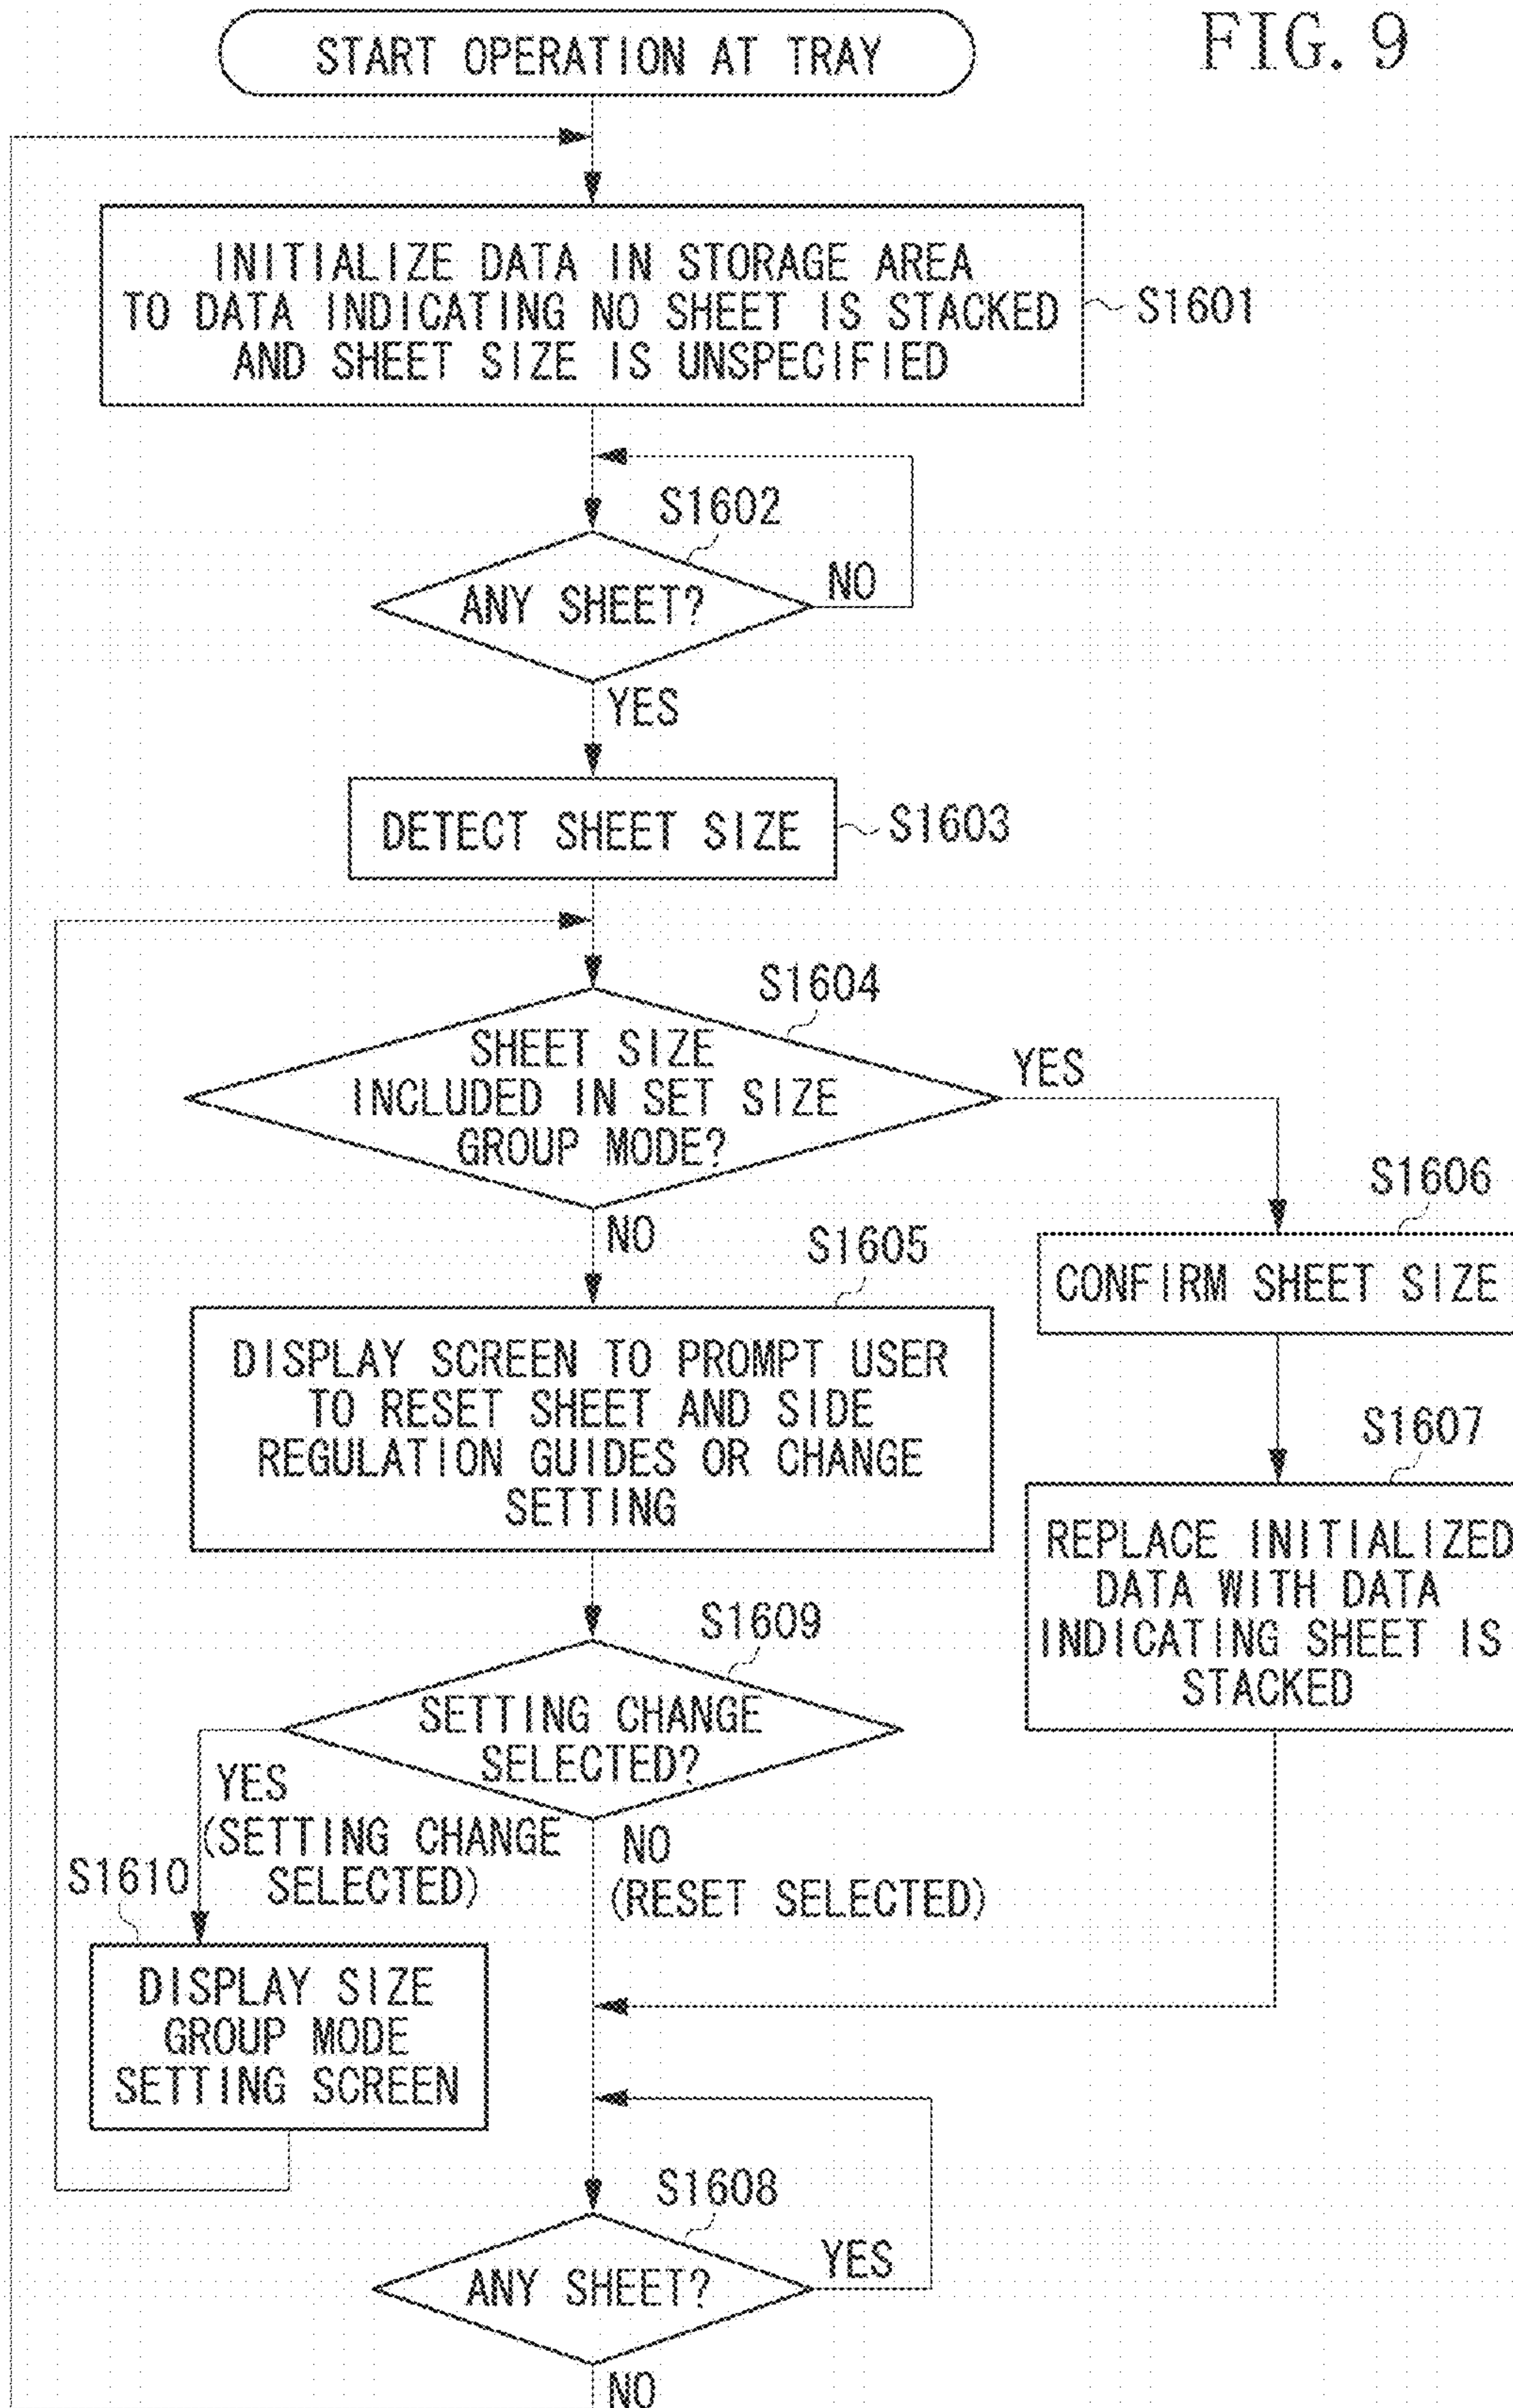 FIG. 9
START OPERATION AT TRAY
INITIALIZE DATA IN STORAGE AREA
TO DATA INDICATING NO SHEET IS STACKED
AND SHEET SIZE IS UNSPECIFIED
S1601
S1602
ANY SHEET?
NO
YES
DETECT SHEET SIZE
S1603
S1604
SHEET SIZE
INCLUDED IN SET SIZE
GROUP MODE?
YES
NO
S1605
DISPLAY SCREEN TO PROMPT USER
TO RESET SHEET AND SIDE
REGULATION GUIDES OR CHANGE
SETTING
S1606
CONFIRM SHEET SIZE
S1607
REPLACE INITIALIZED
DATA WITH DATA
INDICATING SHEET IS
STACKED
S1609
SETTING CHANGE
SELECTED?
YES
(SETTING CHANGE
SELECTED)
NO
(RESET SELECTED)
S1610
DISPLAY SIZE
GROUP MODE
SETTING SCREEN
S1608
ANY SHEET?
YES
NO